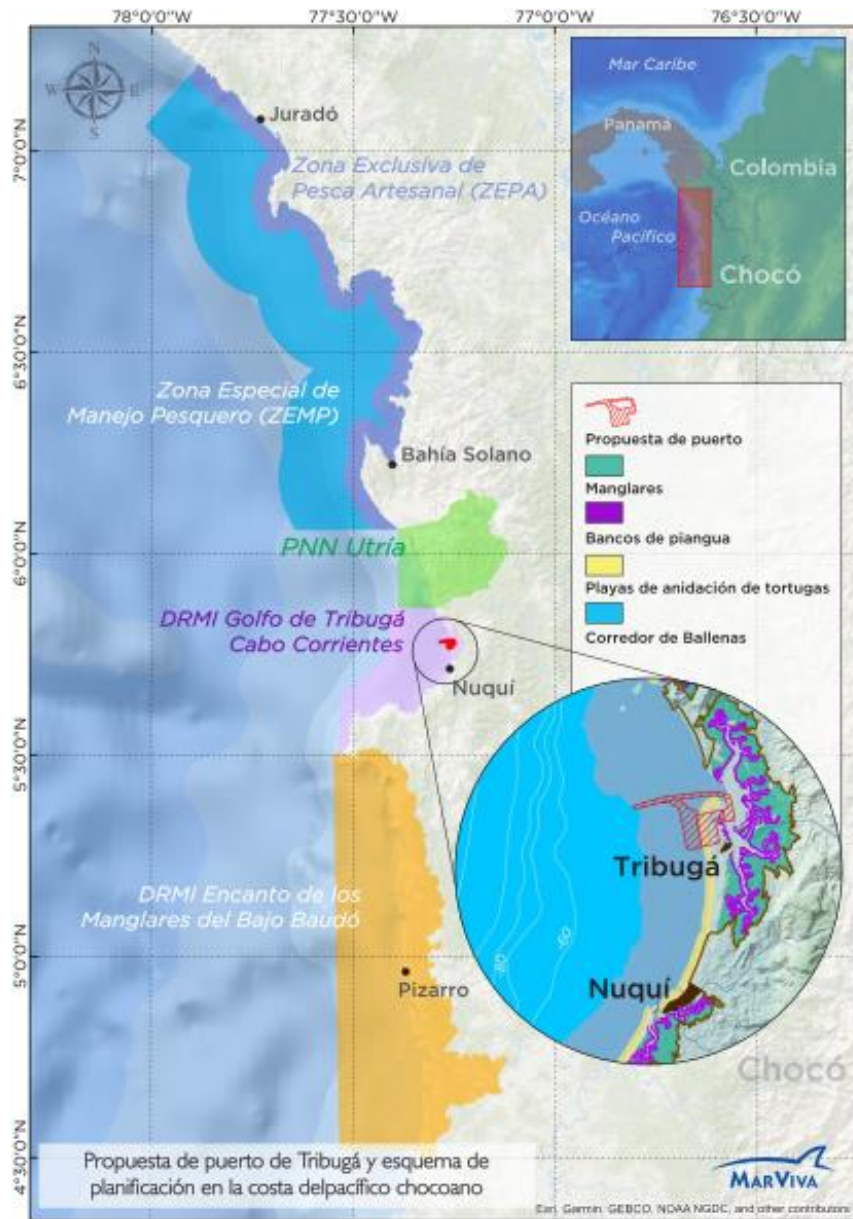 78°0'0"W
77°30'0"W
77°0'0"W
76°30'0"W
N
W
E
S
7°0'0"N
6°30'0"N
6°0'0"N
5°30'0"N
5°0'0"N
4°30'0"N
Juradó
Zona Exclusiva de
Pesca Artesanal (ZEPA)
Zona Especial de
Manejo Pesquero (ZEMP)
Bahía Solano
PNN Utría
DRMI Golfo de Tribugá
Cabo Corrientes
Nuquí
DRMI Encanto de los
Manglares del Bajo Baudó
Pizarro
Mar Caribe
Panamá
Colombia
Océano
Pacífico
Chocó
Propuesta de puerto
Manglares
Bancos de piangua
Playas de anidación de tortugas
Corredor de Ballenas
Tribugá
Nuquí
-80
-60
Chocó
Propuesta de puerto de Tribugá y esquema de
planificación en la costa delpacífico chocoano
MARVIVA
Esri, Garmin, GEBCO, NOAA NGDC, and other contributors